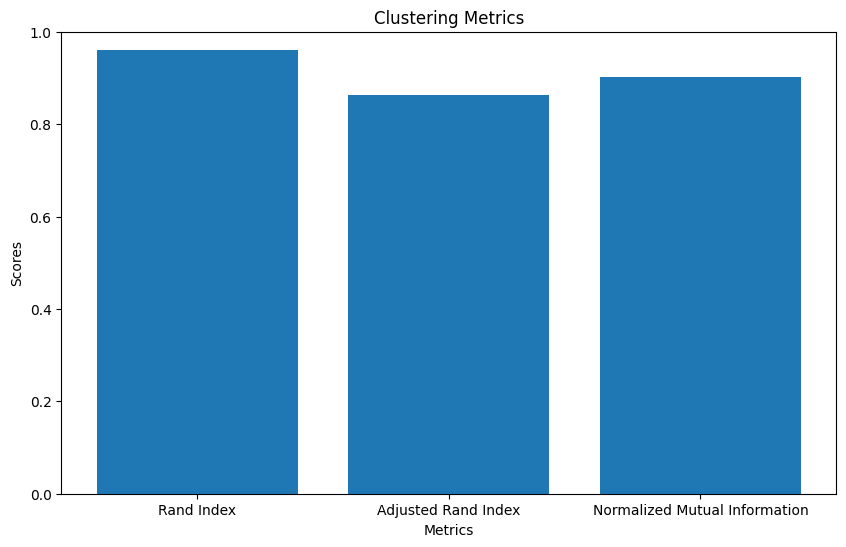 Clustering Metrics
1.0
0.8
0.6
0.4
0.2
0.0
Scores
Rand Index
Adjusted Rand Index
Normalized Mutual Information
Metrics